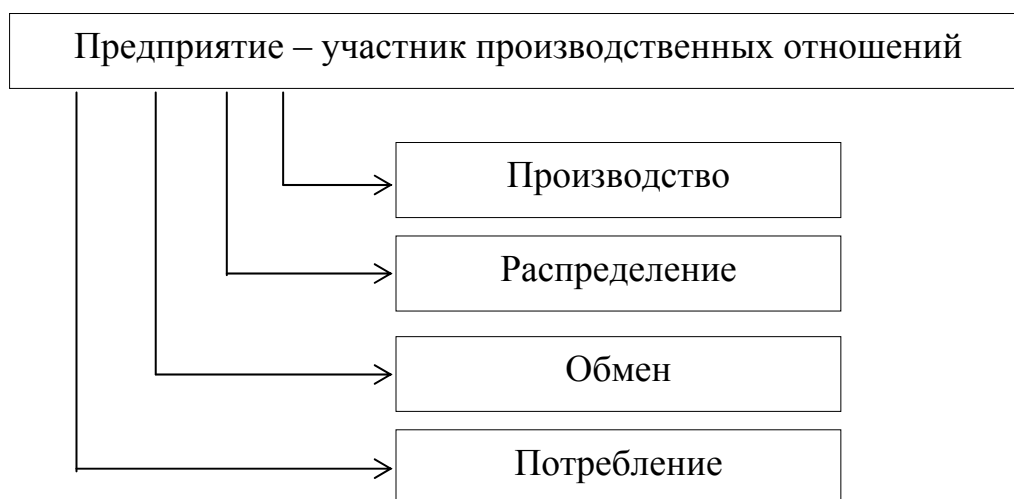 Предприятие – участник производственных отношений
Производство
Распределение
Обмен
Потребление